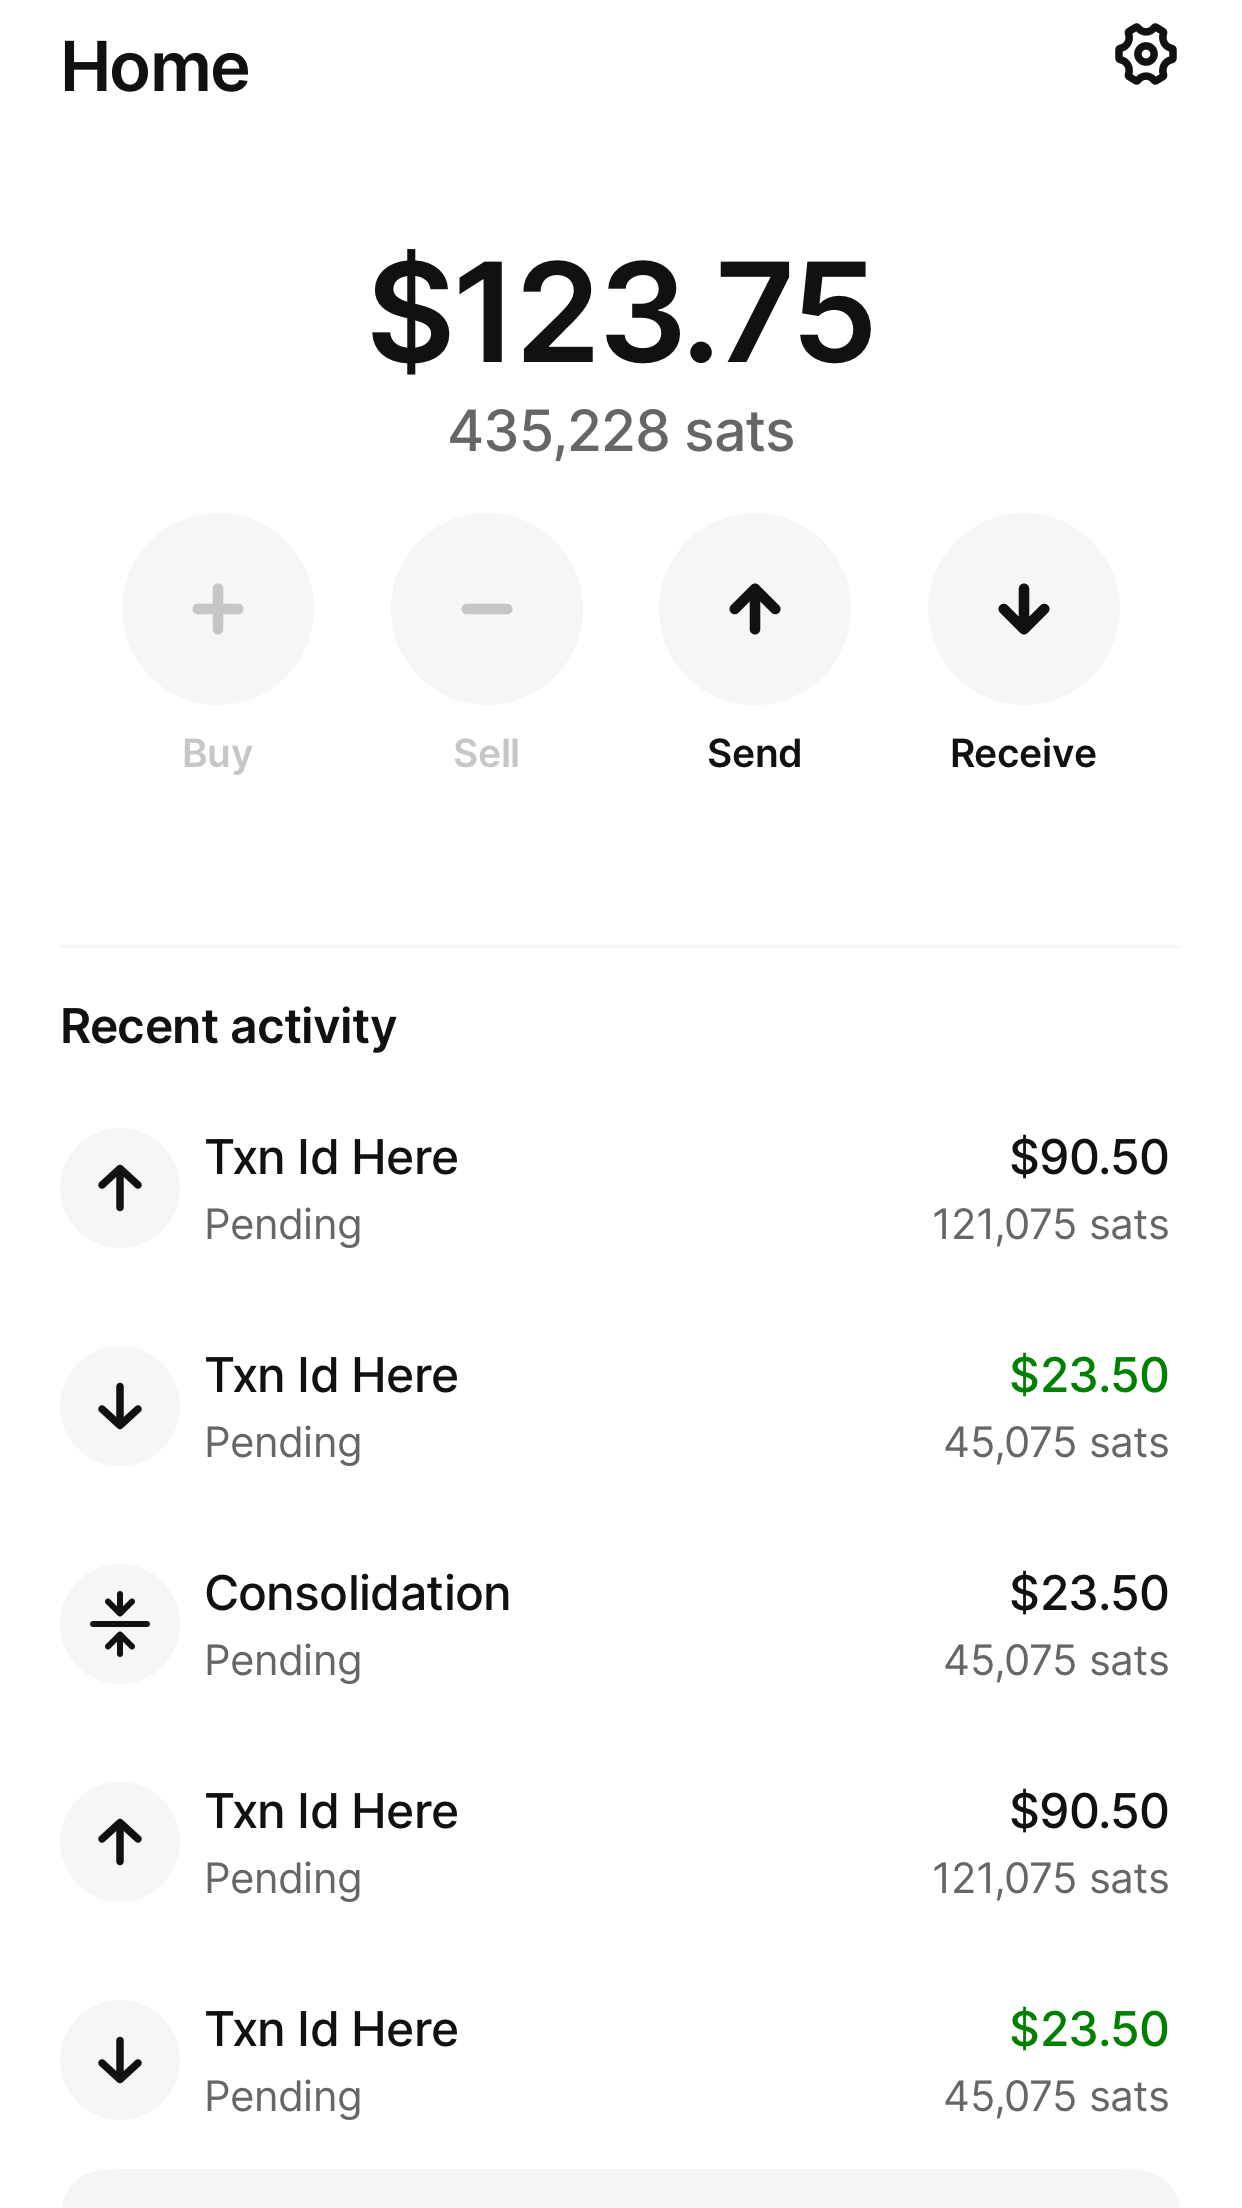 Home
$123.75
435,228 sats
Buy
Sell
Send
Receive
Recent activity
Txn Id Here
$90.50
Pending
121,075 sats
Txn Id Here
$23.50
Pending
45,075 sats
Consolidation
$23.50
Pending
45,075 sats
Txn Id Here
$90.50
Pending
121,075 sats
Txn Id Here
$23.50
Pending
45,075 sats